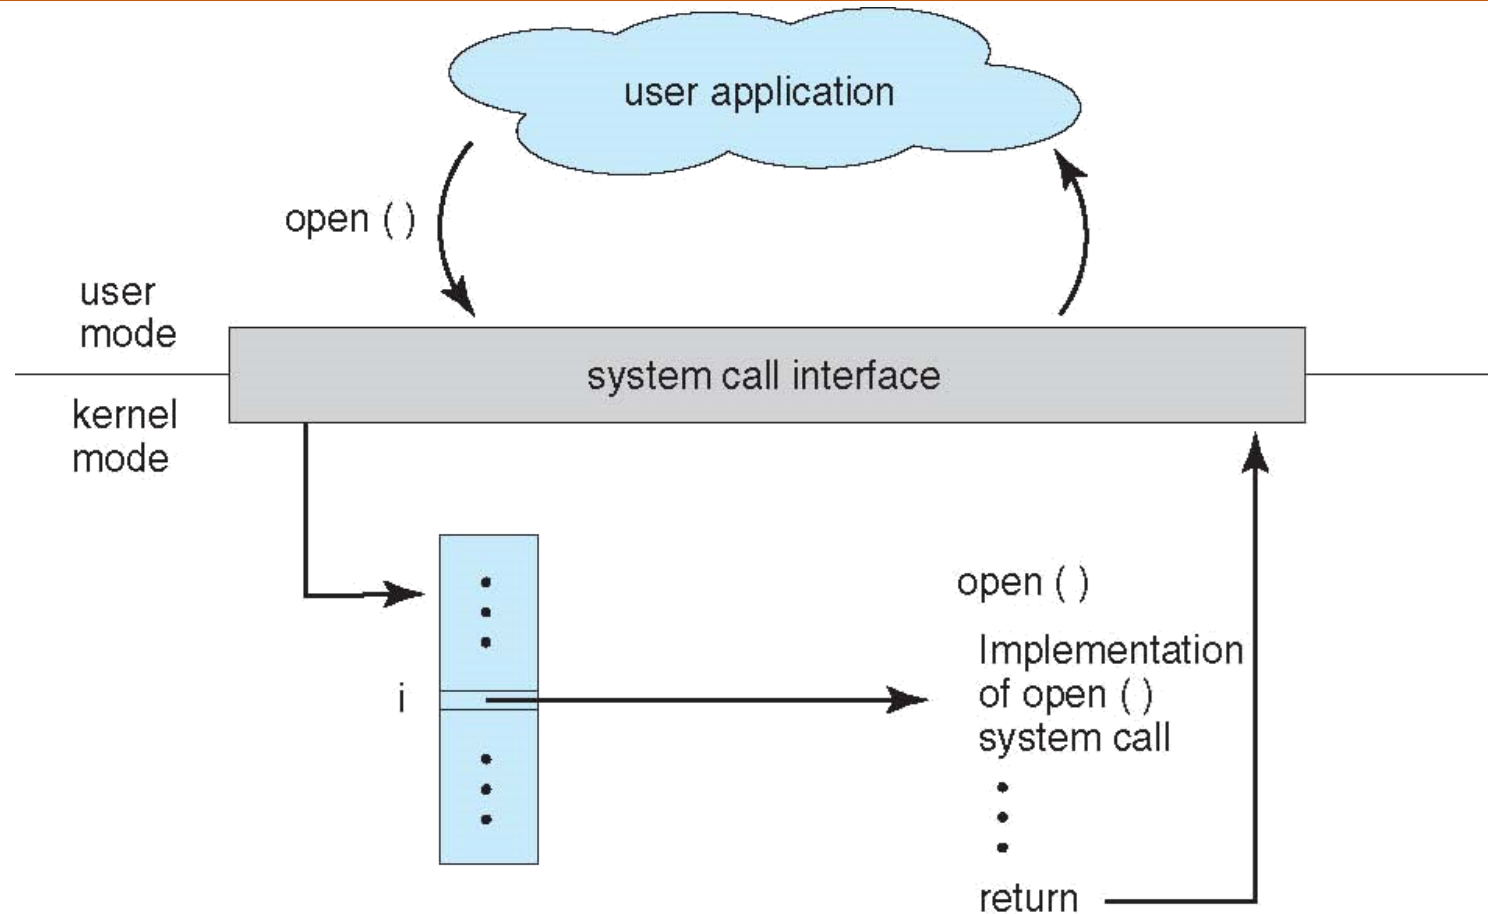 user application
open ( )
user
mode
system call interface
kernel
mode
open ( )
i
Implementation
of open ( )
system call
return